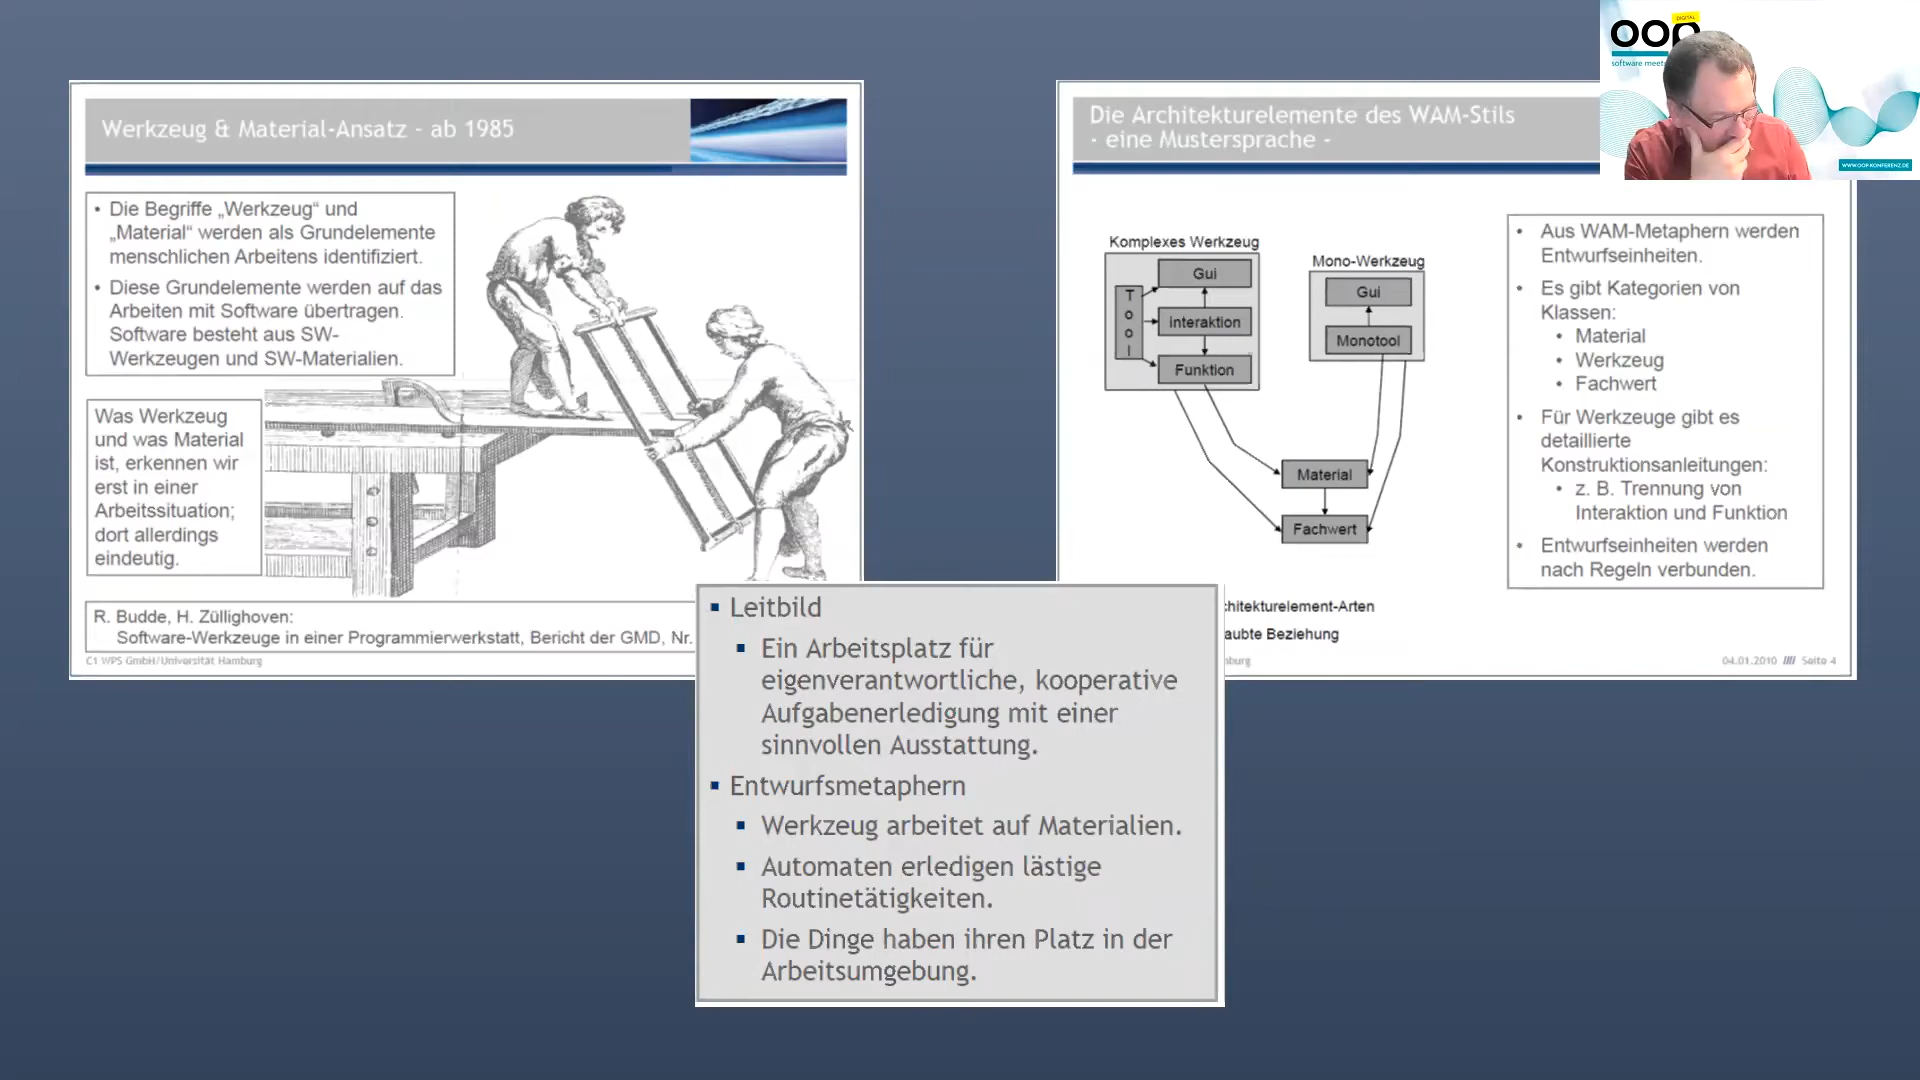 Werkzeug & Material-Ansatz - ab 1985
• Die Begriffe „Werkzeug“ und
„Material“ werden als Grundelemente
menschlichen Arbeitens identifiziert.
• Diese Grundelemente werden auf das
Arbeiten mit Software übertragen.
Software besteht aus SW-
Werkzeugen und SW-Materialien.
Was Werkzeug
und was Material
ist, erkennen wir
erst in einer
Arbeitssituation;
dort allerdings
eindeutig.
R. Budde, H. Züllighoven:
Software-Werkzeuge in einer Programmierwerkstatt, Bericht der GMD, Nr.
C1 WPS GmbH/Universität Hamburg
Die Architekturelemente des WAM-Stils
- eine Mustersprache -
Komplexes Werkzeug
Tool
Gui
Interaktion
Funktion
Mono-Werkzeug
Gui
Monotool
Material
Fachwert
• Aus WAM-Metaphern werden
Entwurfseinheiten.
• Es gibt Kategorien von
Klassen:
• Material
• Werkzeug
• Fachwert
• Für Werkzeuge gibt es
detaillierte
Konstruktionsanleitungen:
• z. B. Trennung von
Interaktion und Funktion
• Entwurfseinheiten werden
nach Regeln verbunden.
chitekturelement-Arten
aubte Beziehung
burg
04.01.2010 //// Seite 4
▪ Leitbild
▪ Ein Arbeitsplatz für
eigenverantwortliche, kooperative
Aufgabenerledigung mit einer
sinnvollen Ausstattung.
▪ Entwurfsmetaphern
▪ Werkzeug arbeitet auf Materialien.
▪ Automaten erledigen lästige
Routinetätigkeiten.
▪ Die Dinge haben ihren Platz in der
Arbeitsumgebung.
DIGITAL
oop
software meet
WWW.OOP-KONFERENZ.DE